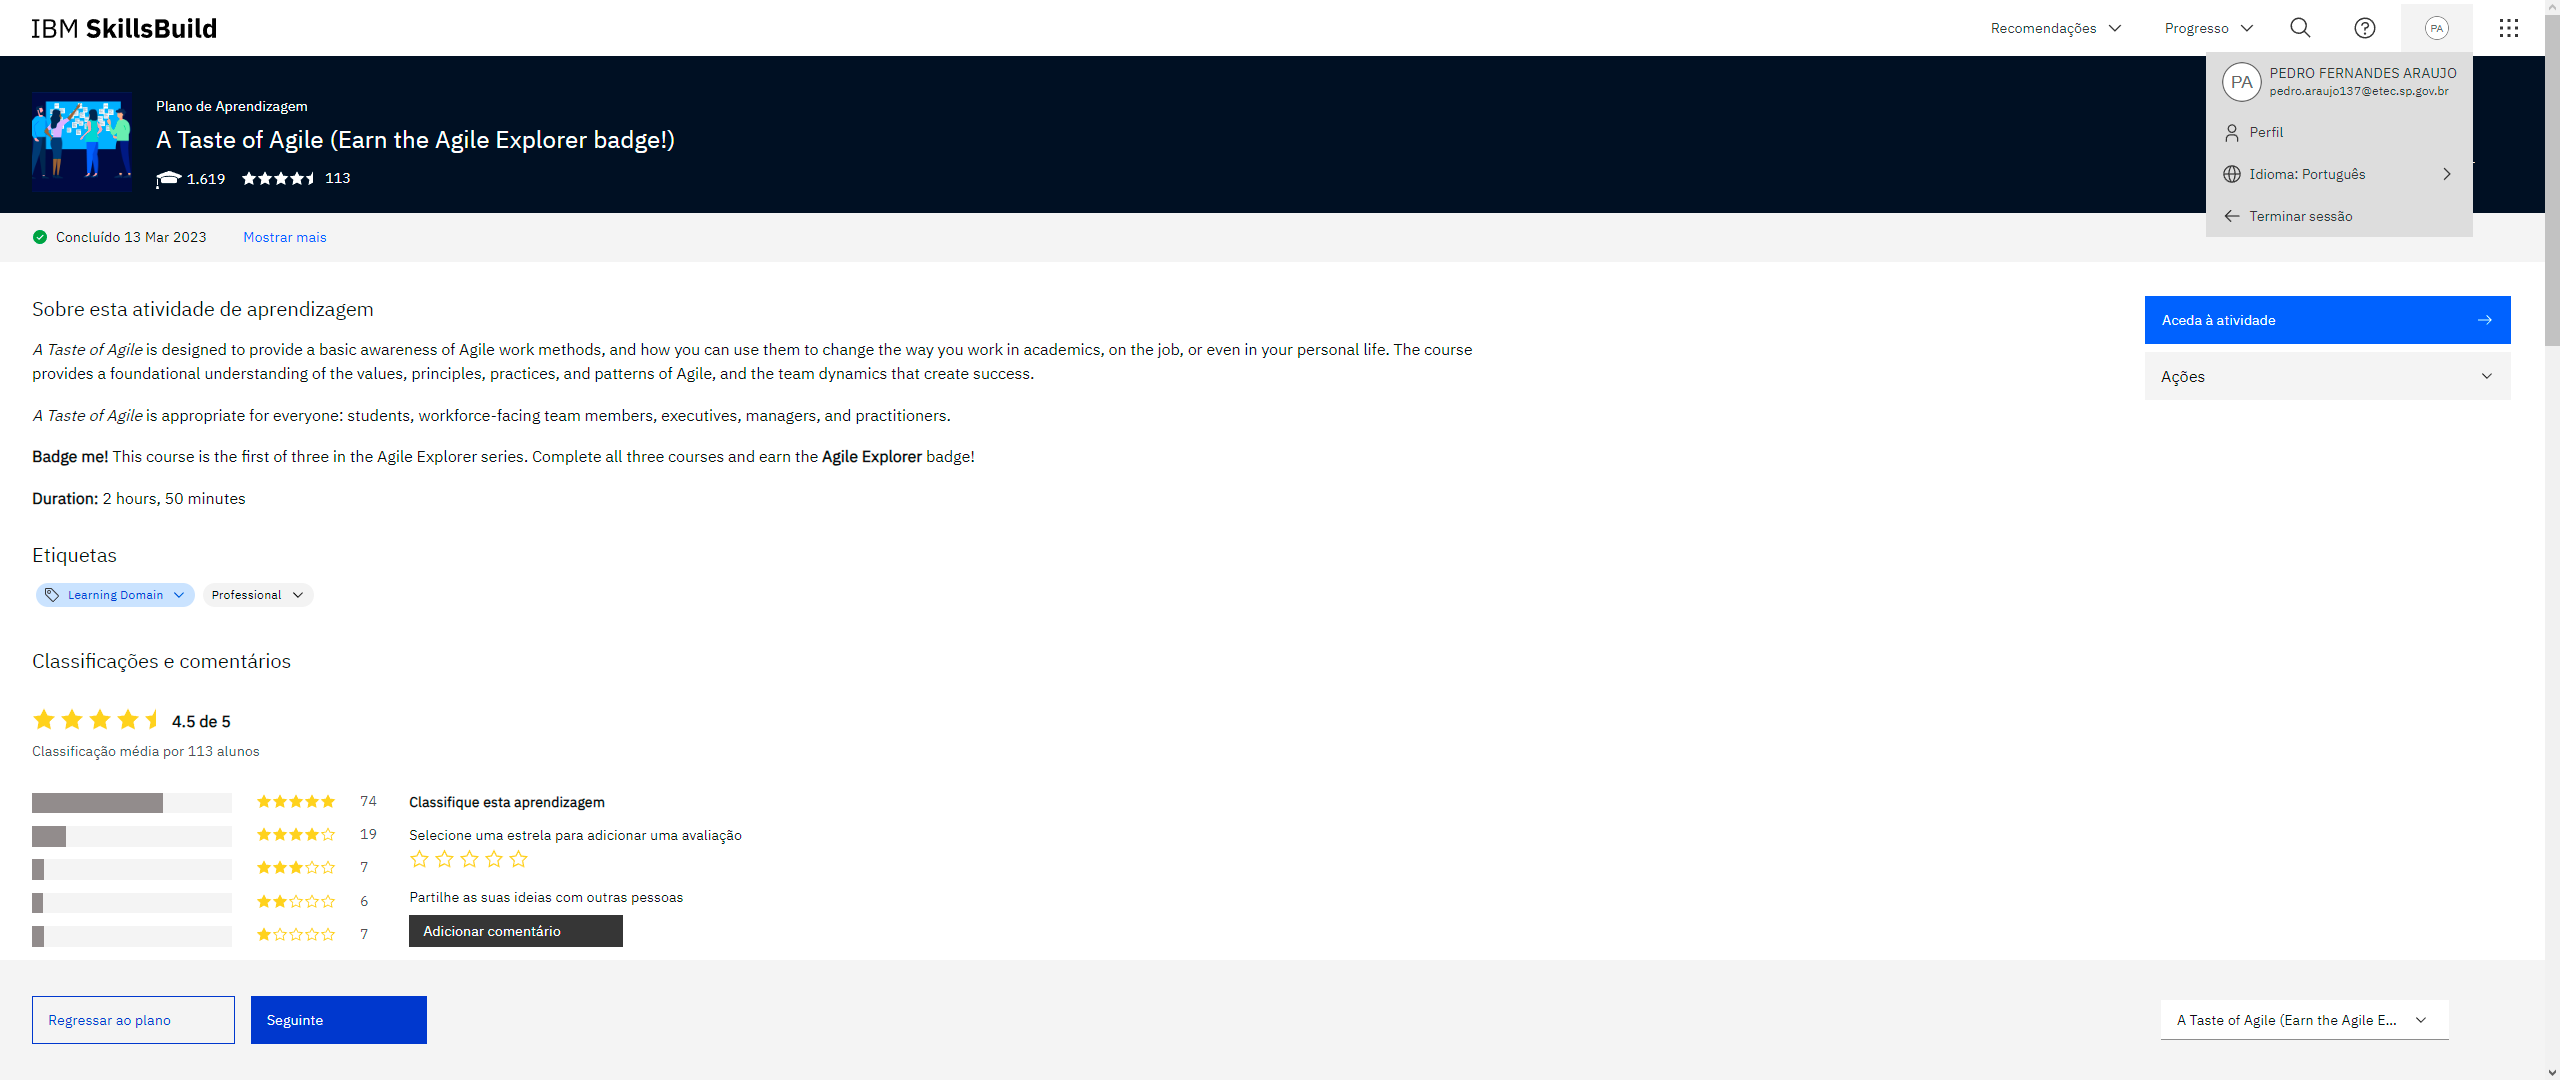 IBM SkillsBuild
Recomendações
Progresso
PA
PA
PEDRO FERNANDES ARAUJO
pedro.araujo137@etec.sp.gov.br
Perfil
Idioma: Português
Terminar sessão
Plano de Aprendizagem
A Taste of Agile (Earn the Agile Explorer badge!)
1.619
113
Concluído 13 Mar 2023
Mostrar mais
Sobre esta atividade de aprendizagem
A Taste of Agile is designed to provide a basic awareness of Agile work methods, and how you can use them to change the way you work in academics, on the job, or even in your personal life. The course
provides a foundational understanding of the values, principles, practices, and patterns of Agile, and the team dynamics that create success.
A Taste of Agile is appropriate for everyone: students, workforce-facing team members, executives, managers, and practitioners.
Badge me! This course is the first of three in the Agile Explorer series. Complete all three courses and earn the Agile Explorer badge!
Duration: 2 hours, 50 minutes
Aceda à atividade
Ações
Etiquetas
Learning Domain
Professional
Classificações e comentários
4.5 de 5
Classificação média por 113 alunos
74
19
7
6
7
Classifique esta aprendizagem
Selecione uma estrela para adicionar uma avaliação
Partilhe as suas ideias com outras pessoas
Adicionar comentário
Regressar ao plano
Seguinte
A Taste of Agile (Earn the Agile E...